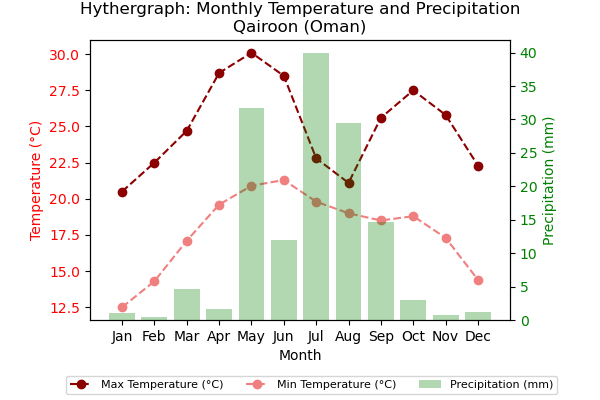 Hythergraph: Monthly Temperature and Precipitation
Qairoon (Oman)
30.0
27.5
25.0
22.5
20.0
17.5
15.0
12.5
Temperature (°C)
40
35
30
25
20
15
10
5
0
Precipitation (mm)
Jan Feb Mar Apr May Jun Jul Aug Sep Oct Nov Dec
Month
Max Temperature (°C) Min Temperature (°C) Precipitation (mm)